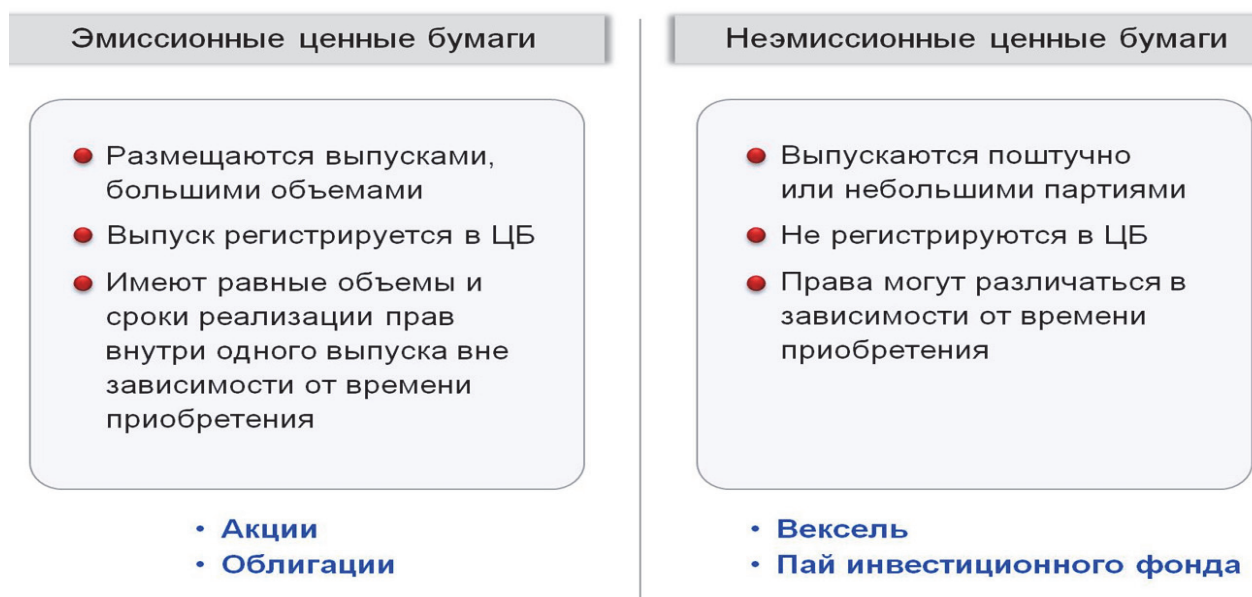 Эмиссионные ценные бумаги
Размещаются выпусками,
большими объемами
Выпуск регистрируется в ЦБ
Имеют равные объемы и
сроки реализации прав
внутри одного выпуска вне
зависимости от времени
приобретения
• Акции
• Облигации
Неэмиссионные ценные бумаги
Выпускаются поштучно
или небольшими партиями
Не регистрируются в ЦБ
Права могут различаться в
зависимости от времени
приобретения
• Вексель
• Пай инвестиционного фонда